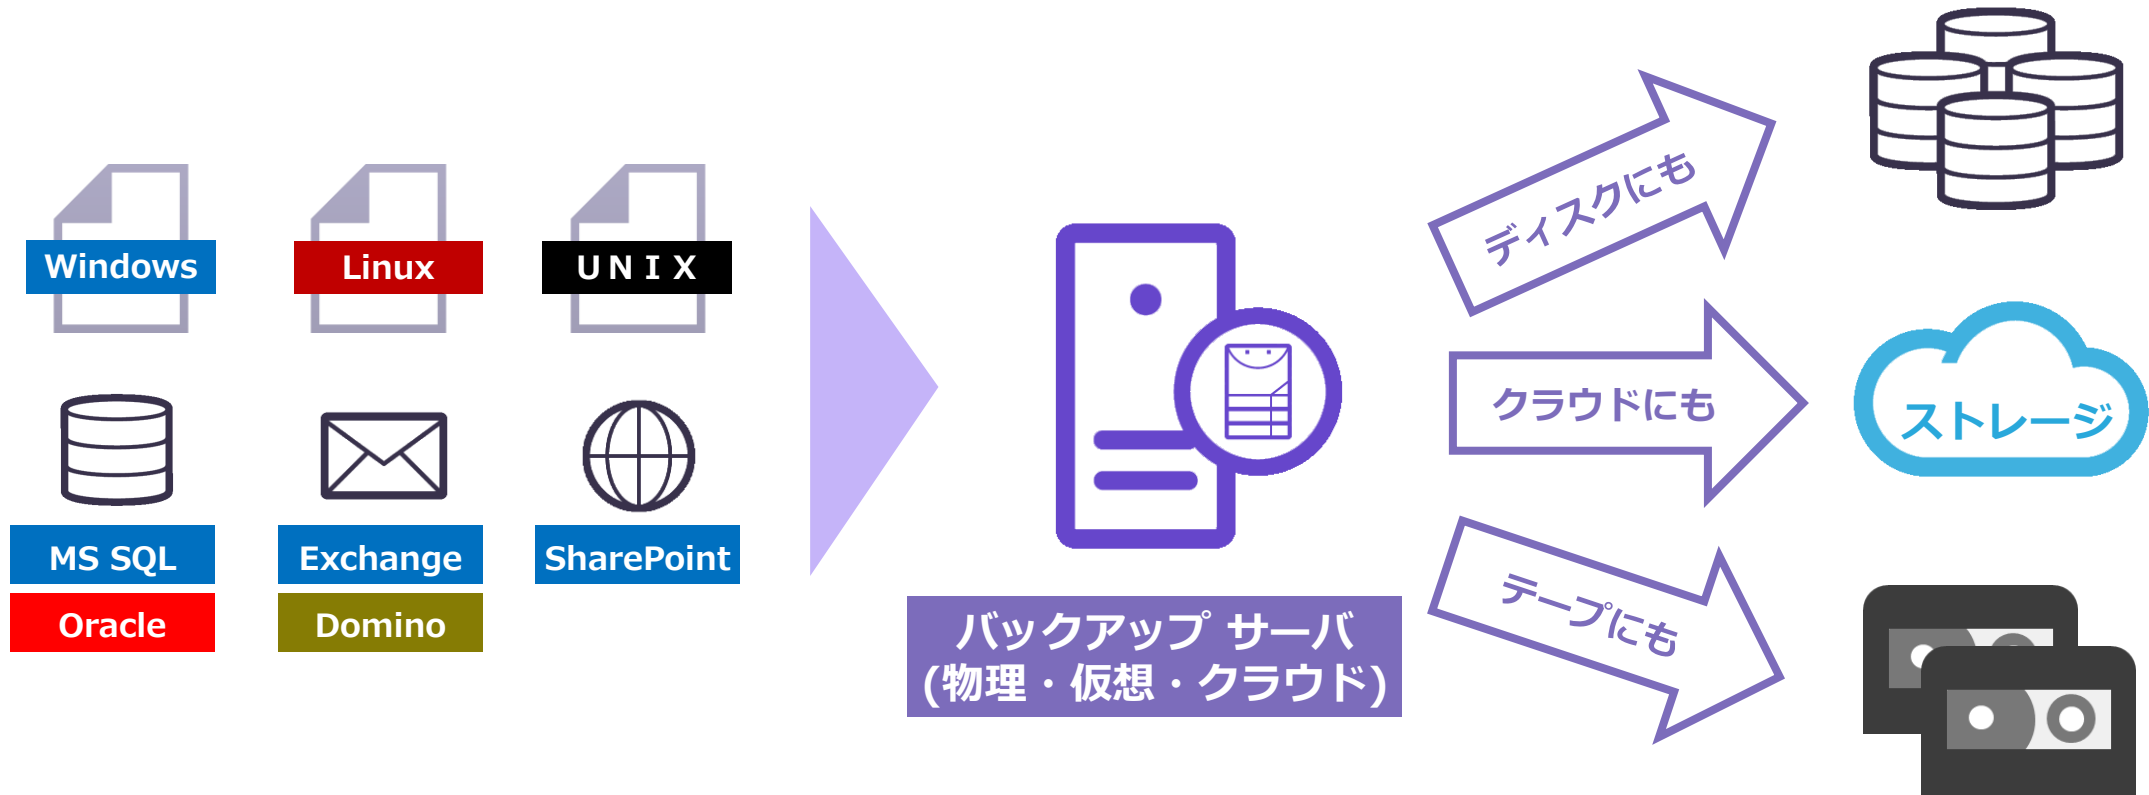 Windows
Linux
ＵＮＩＸ
MS SQL
Exchange
SharePoint
Oracle
Domino
バックアップ サーバ
(物理・仮想・クラウド)
ディスクにも
クラウドにも
テープにも
ストレージ